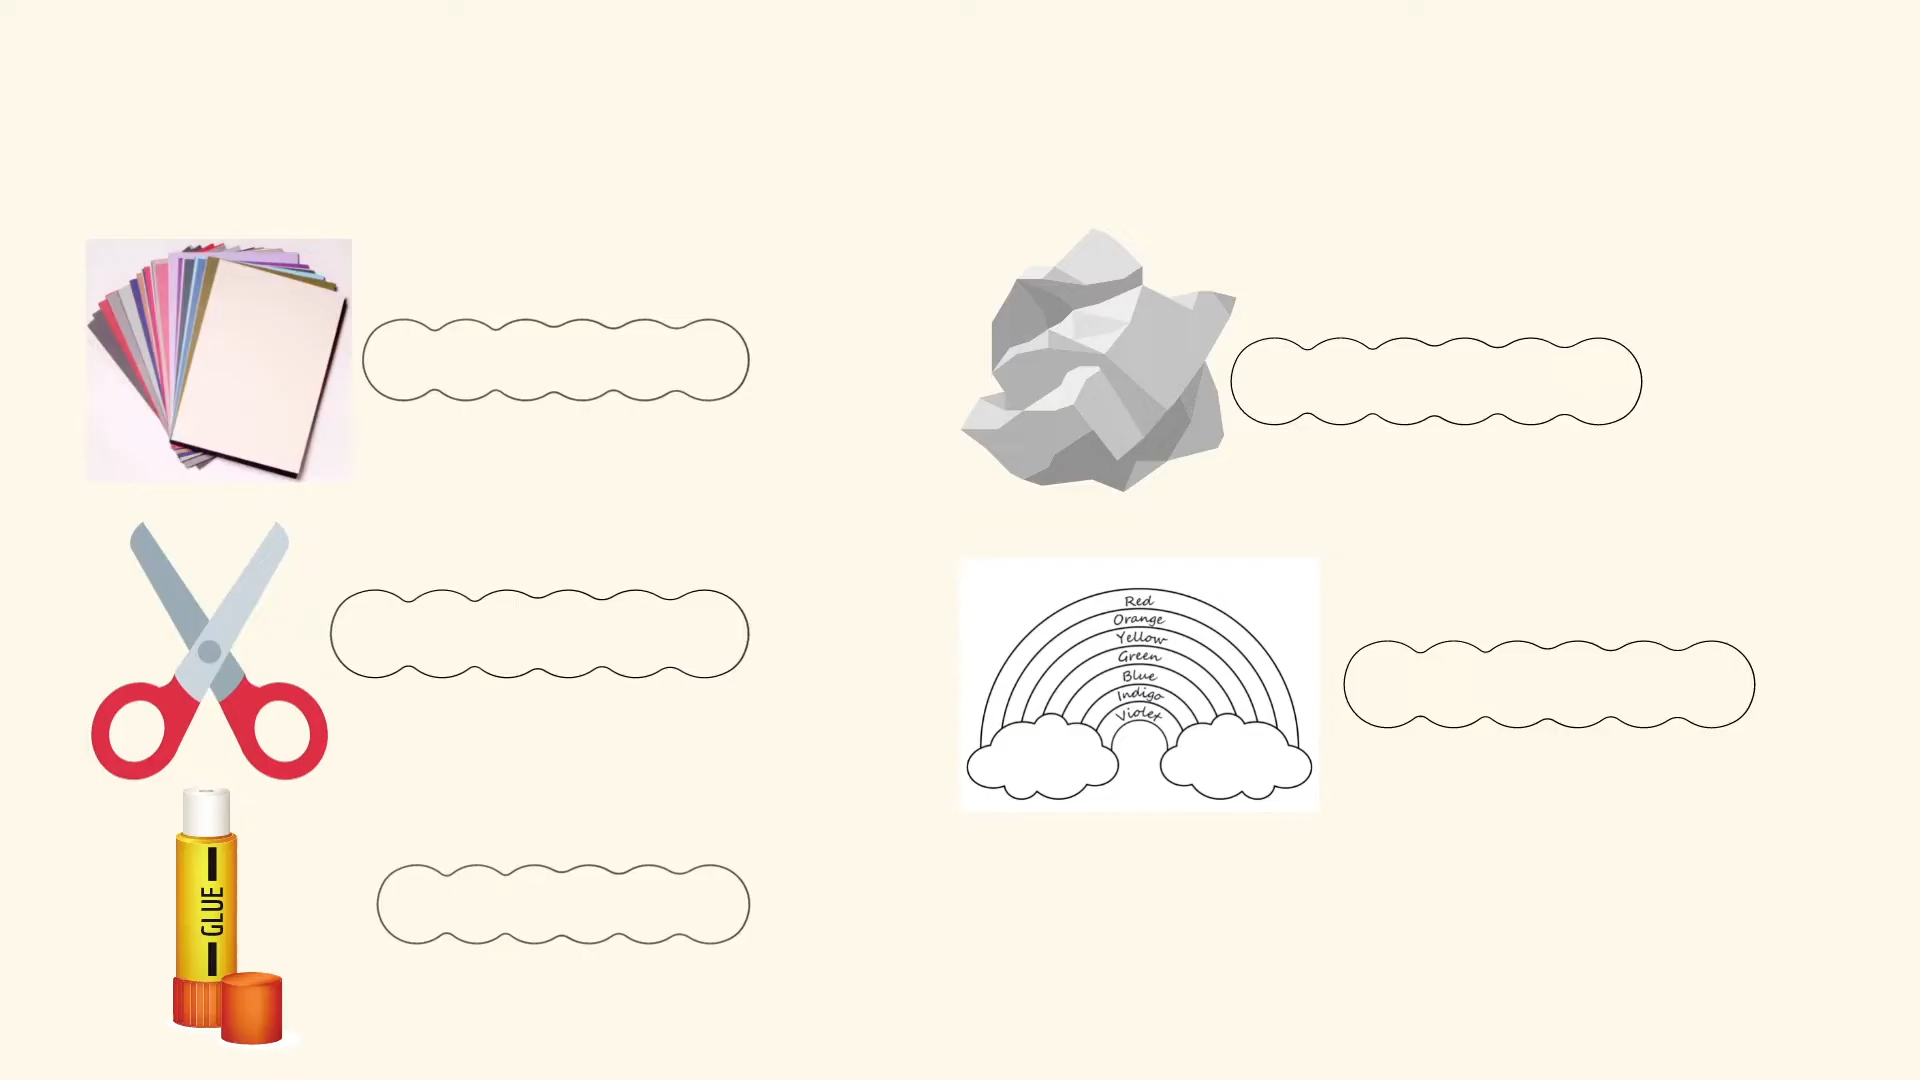 Red
Orange
Yellow
Green
Blue
Indigo
Violet
GLUE